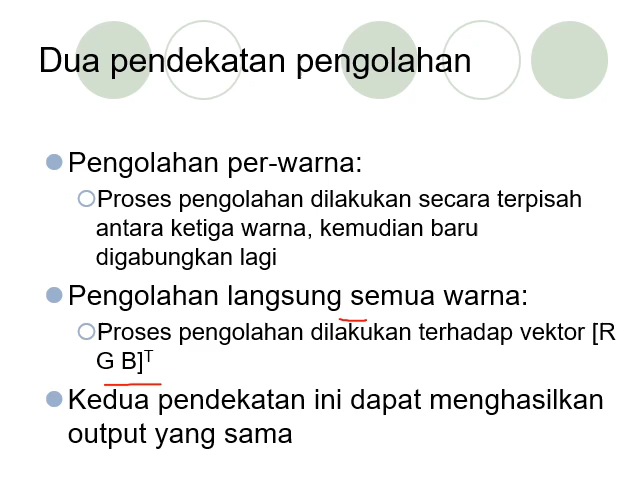 Dua pendekatan pengolahan
Pengolahan per-warna:
Proses pengolahan dilakukan secara terpisah
antara ketiga warna, kemudian baru
digabungkan lagi
Pengolahan langsung semua warna:
Proses pengolahan dilakukan terhadap vektor [R
G B]ᵀ
Kedua pendekatan ini dapat menghasilkan
output yang sama